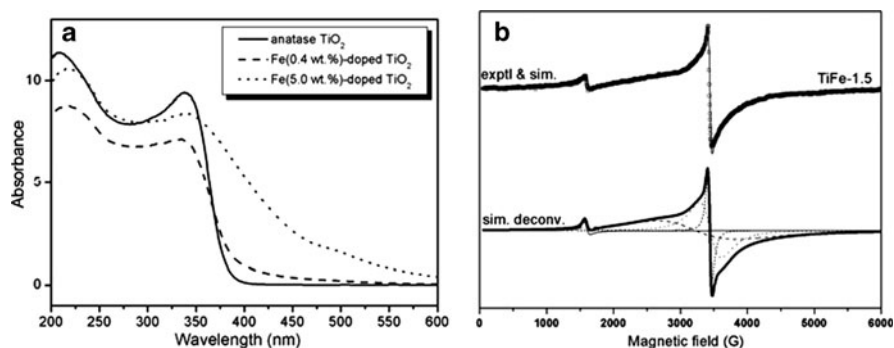 a
anatase TiO₂
Fe(0.4 wt.%)-doped TiO₂
Fe(5.0 wt.%)-doped TiO₂
10
5
0
Absorbance
200 250 300 350 400 450 500 550 600
Wavelength (nm)
b
exptl & sim.
TiFe-1.5
sim. deconv.
0 1000 2000 3000 4000 5000 6000
Magnetic field (G)